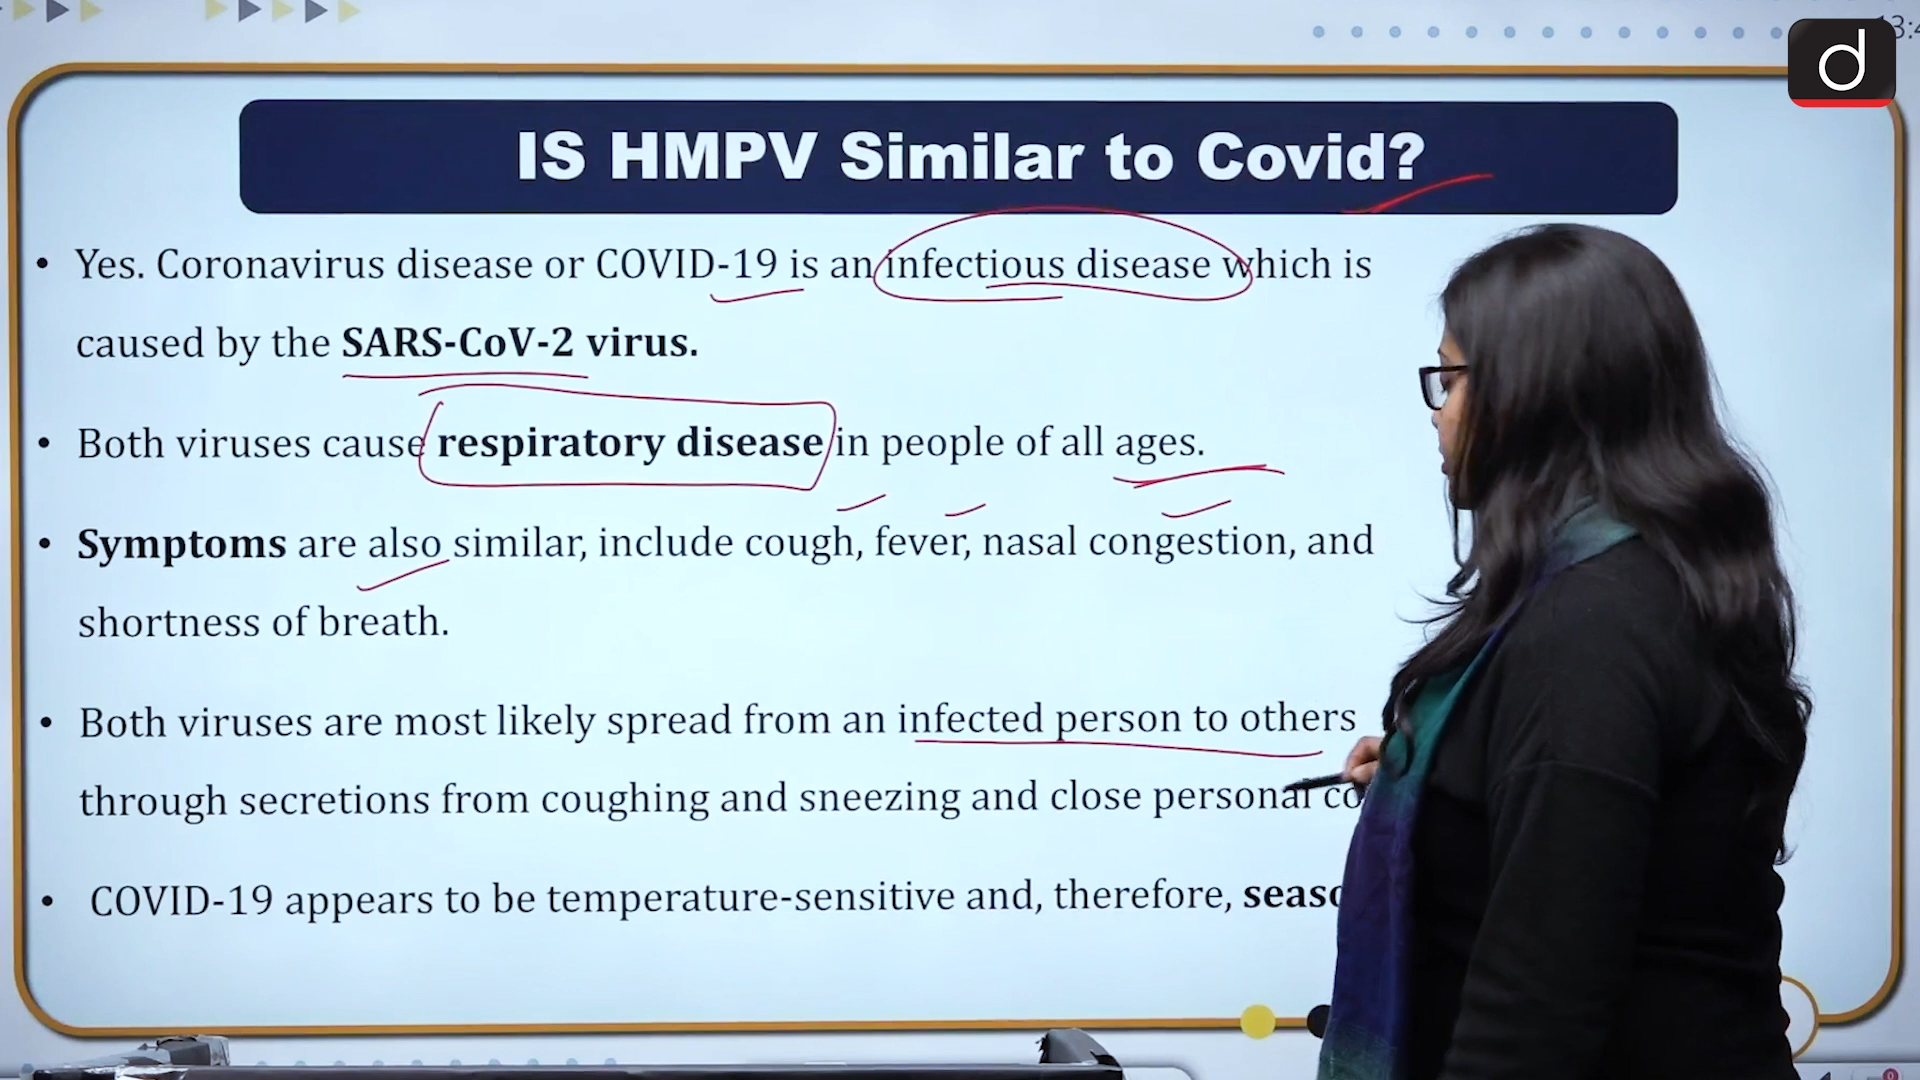 IS HMPV Similar to Covid?
• Yes. Coronavirus disease or COVID-19 is an infectious disease which is
caused by the SARS-CoV-2 virus.
• Both viruses cause respiratory disease in people of all ages.
• Symptoms are also similar, include cough, fever, nasal congestion, and
shortness of breath.
• Both viruses are most likely spread from an infected person to others
through secretions from coughing and sneezing and close personal
• COVID-19 appears to be temperature-sensitive and, therefore,
d